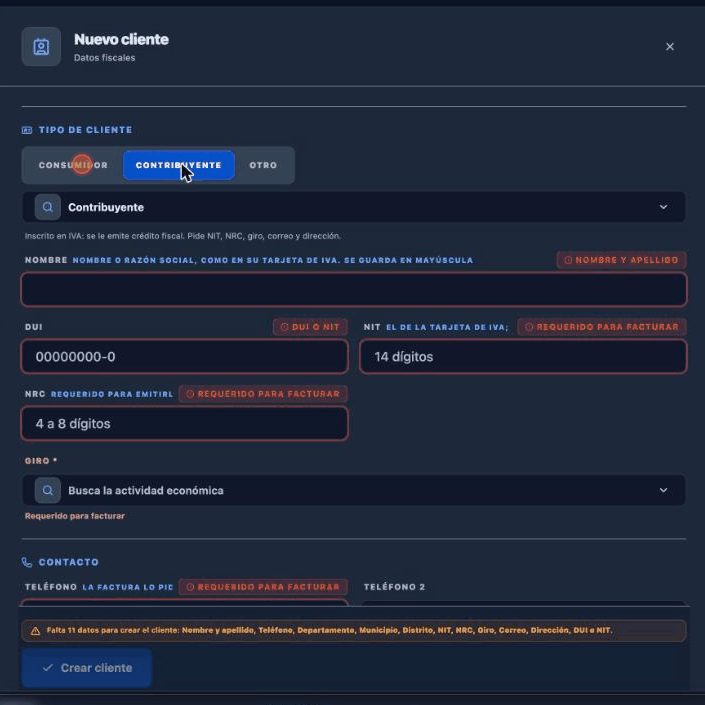 Nuevo cliente
Datos fiscales
TIPO DE CLIENTE
CONSUMIDOR CONTRIBUYENTE OTRO
Contribuyente
Inscrito en IVA: se le emite crédito fiscal. Pide NIT, NRC, giro, correo y dirección.
NOMBRE NOMBRE O RAZÓN SOCIAL, COMO EN SU TARJETA DE IVA. SE GUARDA EN MAYÚSCULA NOMBRE Y APELLIDO
DUI DUI O NIT NIT EL DE LA TARJETA DE IVA; REQUERIDO PARA FACTURAR
00000000-0 14 dígitos
NRC REQUERIDO PARA EMITIRL REQUERIDO PARA FACTURAR
4 a 8 dígitos
GIRO *
Busca la actividad económica
Requerido para facturar
CONTACTO
TELÉFONO LA FACTURA LO PIE REQUERIDO PARA FACTURAR TELÉFONO 2
Falta 11 datos para crear el cliente: Nombre y apellido, Teléfono, Departamento, Municipio, Distrito, NIT, NRC, Giro, Correo, Dirección, DUI o NIT.
Crear cliente